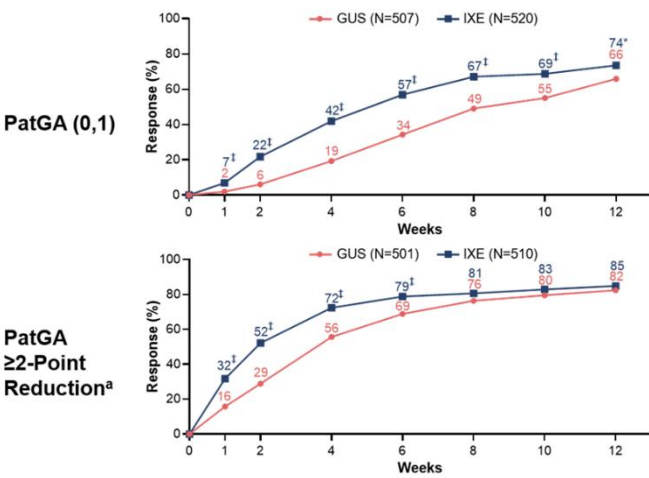 GUS (N=507) IXE (N=520)
PatGA (0,1)
Response (%)
100
80
60
40
20
0
7‡ 22‡ 42‡ 57‡ 67‡ 69‡ 74*
2 6 19 34 49 55 66
0 1 2 4 6 8 10 12
Weeks
GUS (N=501) IXE (N=510)
PatGA
≥2-Point
Reductionᵃ
Response (%)
100
80
60
40
20
0
32‡ 52‡ 72‡ 79‡ 81 83 85
16 29 56 69 76 80 82
0 1 2 4 6 8 10 12
Weeks